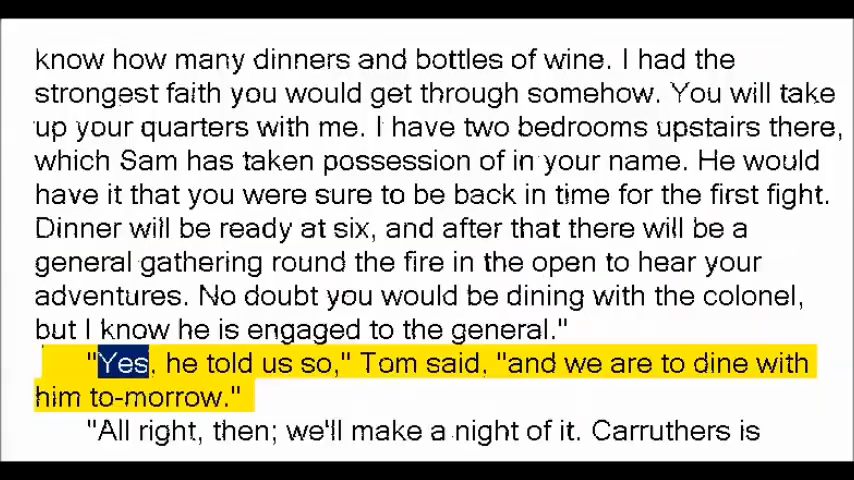 know how many dinners and bottles of wine. I had the
strongest faith you would get through somehow. You will take
up your quarters with me. I have two bedrooms upstairs there,
which Sam has taken possession of in your name. He would
have it that you were sure to be back in time for the first fight.
Dinner will be ready at six, and after that there will be a
general gathering round the fire in the open to hear your
adventures. No doubt you would be dining with the colonel,
but I know he is engaged to the general."
"Yes, he told us so," Tom said, "and we are to dine with
him to-morrow."
"All right, then; we'll make a night of it. Carruthers is